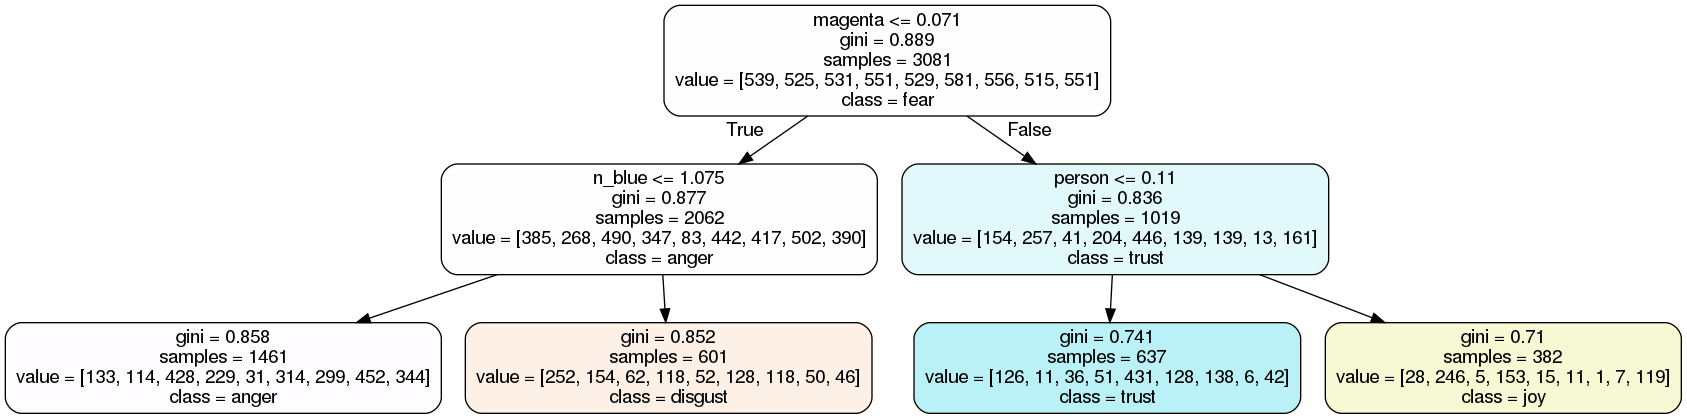 magenta <= 0.071
gini = 0.889
samples = 3081
value = [539, 525, 531, 551, 529, 581, 556, 515, 551]
class = fear
True
False
n_blue <= 1.075
gini = 0.877
samples = 2062
value = [385, 268, 490, 347, 83, 442, 417, 502, 390]
class = anger
person <= 0.11
gini = 0.836
samples = 1019
value = [154, 257, 41, 204, 446, 139, 139, 13, 161]
class = trust
gini = 0.858
samples = 1461
value = [133, 114, 428, 229, 31, 314, 299, 452, 344]
class = anger
gini = 0.852
samples = 601
value = [252, 154, 62, 118, 52, 128, 118, 50, 46]
class = disgust
gini = 0.741
samples = 637
value = [126, 11, 36, 51, 431, 128, 138, 6, 42]
class = trust
gini = 0.71
samples = 382
value = [28, 246, 5, 153, 15, 11, 1, 7, 119]
class = joy